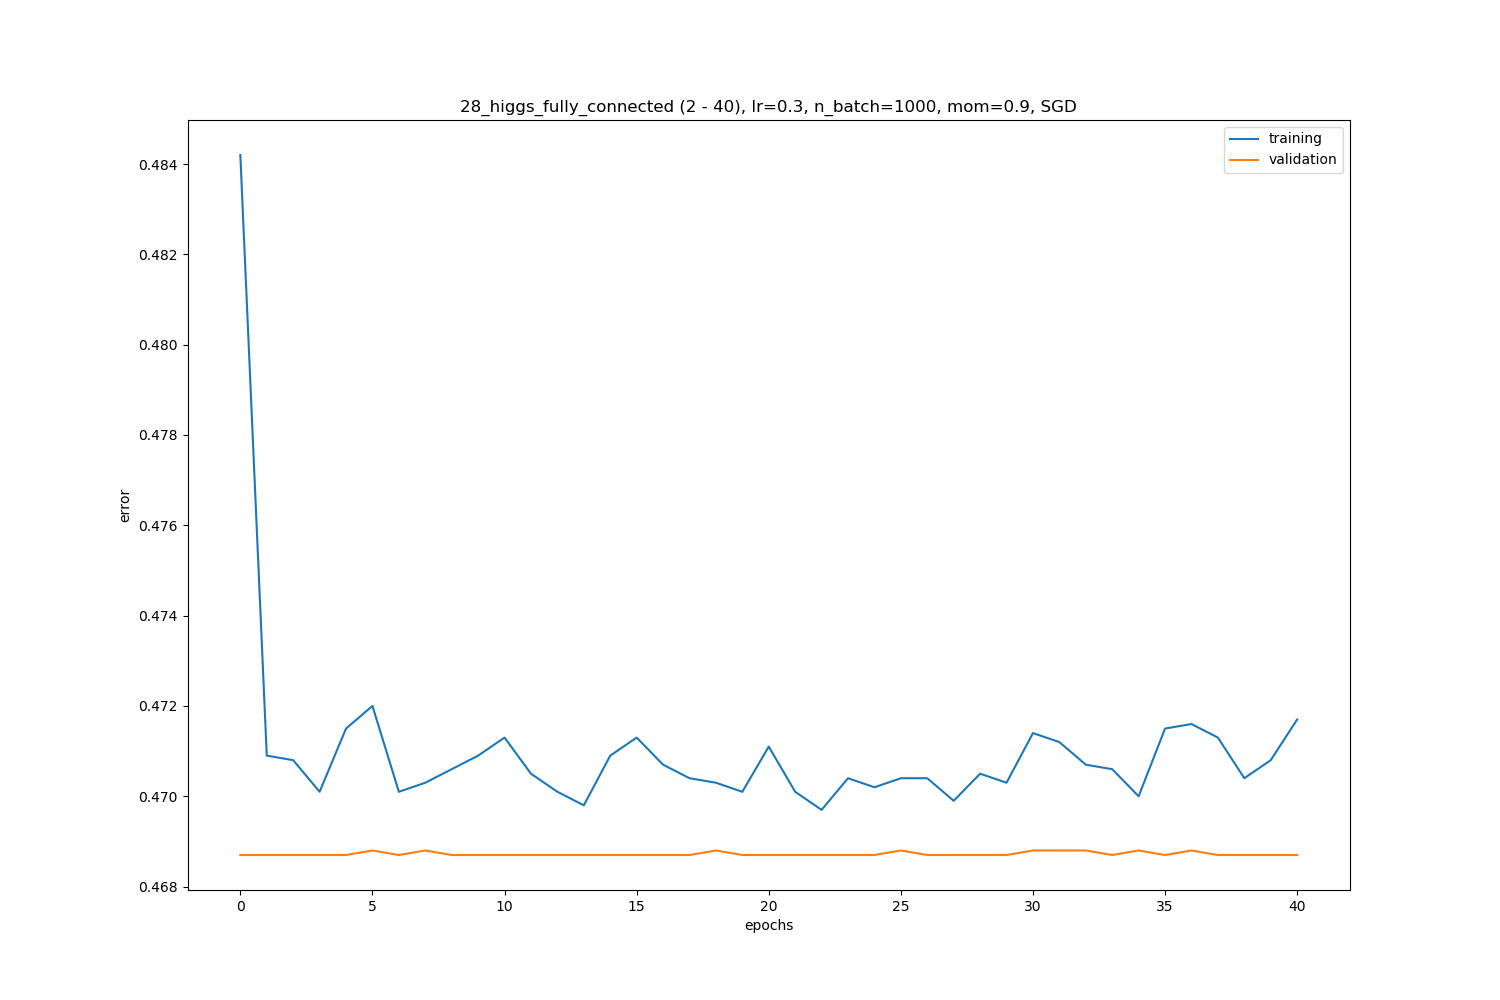 28_higgs_fully_connected (2 - 40), lr=0.3, n_batch=1000, mom=0.9, SGD
training
validation
0.484
0.482
0.480
0.478
0.476
0.474
0.472
0.470
0.468
error
0 5 10 15 20 25 30 35 40
epochs